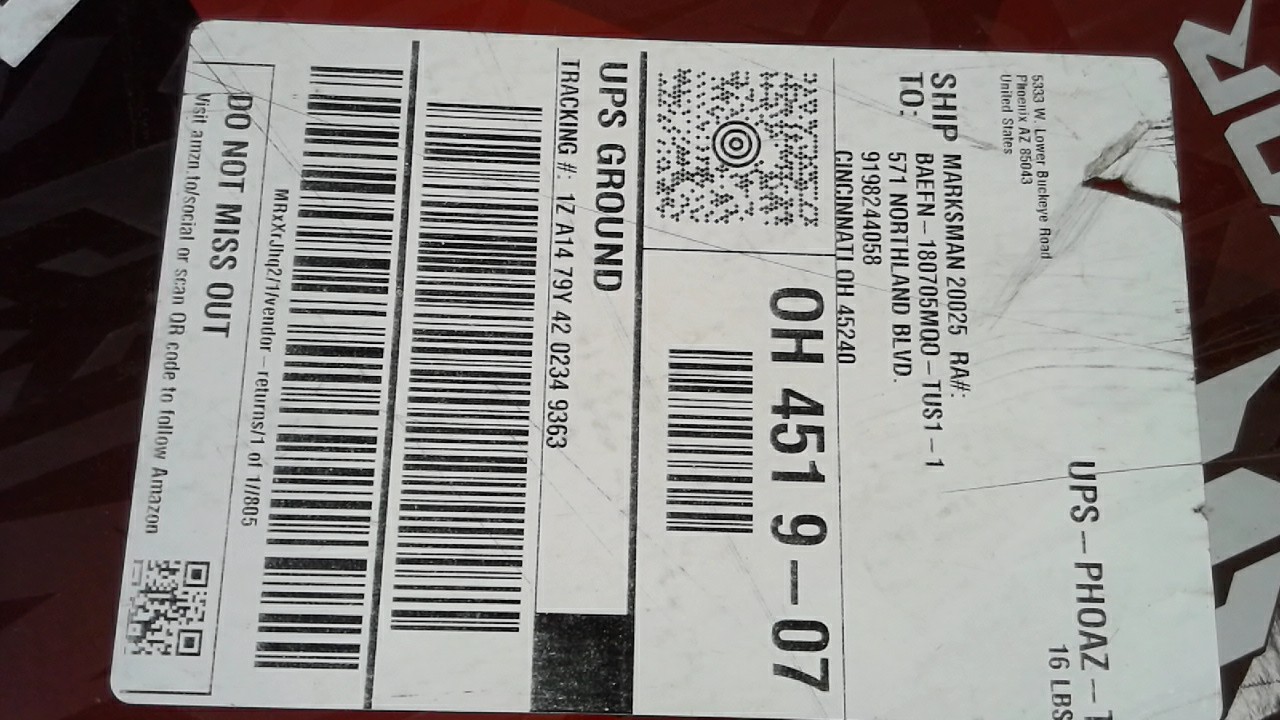 UPS-PHOAZ-T
16 LBS
5333 W. Lower Buckeye Road
Phoenix AZ 85043
United States
SHIP TO:
MARKSMAN 20025 RA#:
BAEFN-180705MQO-TUS1-1
571 NORTHLAND BLVD.
9198244058
CINCINNATI OH 45240
OH 451 9-07
UPS GROUND
TRACKING #: 1Z A14 79Y 42 0234 9363
MRxXrJhq2/1/vendor-returns/1 of 1//805
DO NOT MISS OUT
Visit amzn.to/social or scan QR code to follow Amazon